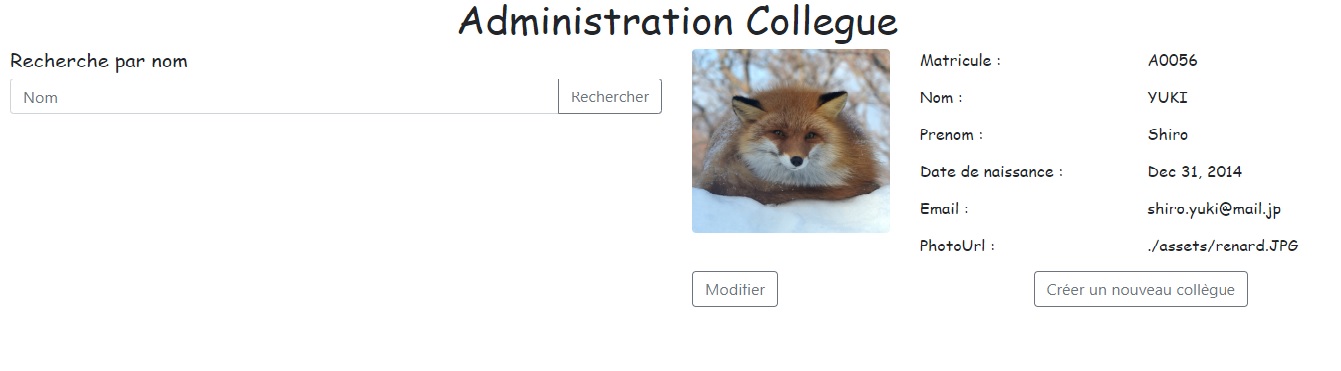 Administration Collegue
Recherche par nom
Nom
Rechercher
Matricule :
A0056
Nom :
YUKI
Prenom :
Shiro
Date de naissance :
Dec 31, 2014
Email :
shiro.yuki@mail.jp
PhotoUrl :
./assets/renard.JPG
Modifier
Créer un nouveau collègue